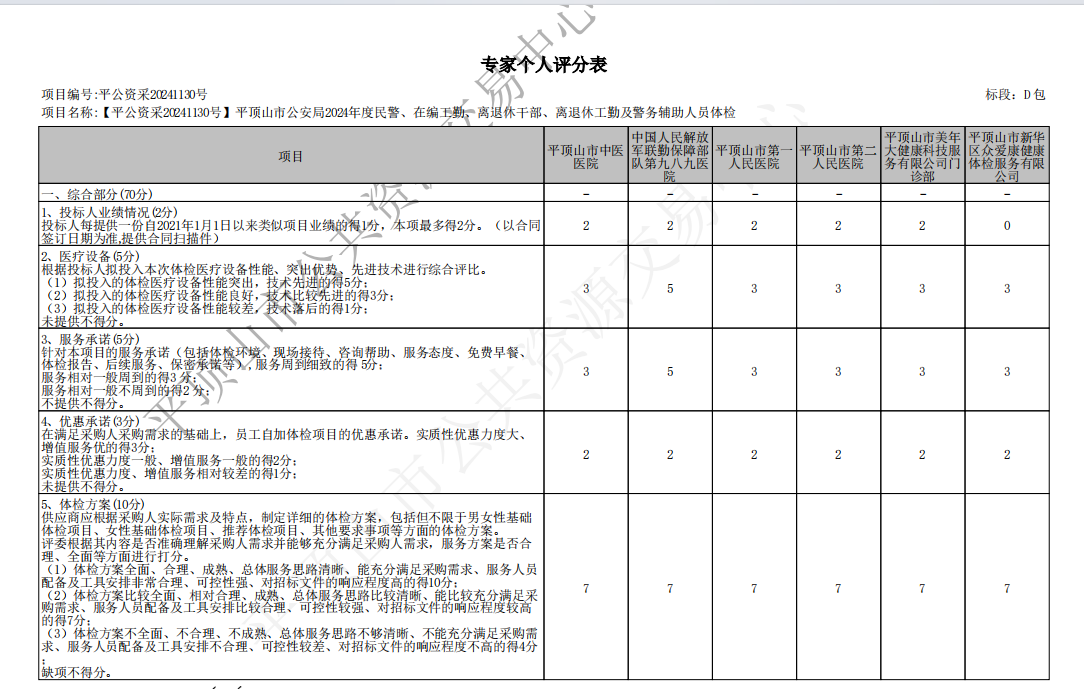 专家个人评分表
项目编号:平公资采20241130号
标段: D包
项目名称:【平公资采20241130号】平顶山市公安局2024年度民警、在编工勤、离退休干部、离退休工勤及警务辅助人员体检
项目
平顶山市中医
医院
中国人民解放
军联勤保障部
队第九八九医
院
平顶山市第一
人民医院
平顶山市第二
人民医院
平顶山市美年
大健康科技服
务有限公司门
诊部
平顶山市新华
区众爱康健康
体检服务有限
公司
一、综合部分(70分)
- - - - - -
1、投标人业绩情况(2分)
投标人每提供一份自2021年1月1日以来类似项目业绩的得1分，本项最多得2分。（以合同
签订日期为准,提供合同扫描件）
2 2 2 2 2 0
2、医疗设备(5分)
根据投标人拟投入本次体检医疗设备性能、突出优势、先进技术进行综合评比。
（1）拟投入的体检医疗设备性能突出，技术先进的得5分；
（2）拟投入的体检医疗设备性能良好，技术比较先进的得3分；
（3）拟投入的体检医疗设备性能较差，技术落后的得1分；
未提供不得分。
3 5 3 3 3 3
3、服务承诺(5分)
针对本项目的服务承诺（包括体检环境、现场接待、咨询帮助、服务态度、免费早餐、
体检报告、后续服务、保密承诺等）,服务周到细致的得 5分；
服务相对一般周到的得3 分；
服务相对一般不周到的得2 分；
不提供不得分。
3 5 3 3 3 3
4、优惠承诺(3分)
在满足采购人采购需求的基础上，员工自加体检项目的优惠承诺。实质性优惠力度大、
增值服务优的得3分；
实质性优惠力度一般、增值服务一般的得2分；
实质性优惠力度、增值服务相对较差的得1分；
未提供不得分。
2 2 2 2 2 2
5、体检方案(10分)
供应商应根据采购人实际需求及特点，制定详细的体检方案，包括但不限于男女性基础
体检项目、女性基础体检项目、推荐体检项目、其他要求事项等方面的体检方案。
评委根据其内容是否准确理解采购人需求并能够充分满足采购人需求，服务方案是否合
理、全面等方面进行打分。
（1）体检方案全面、合理、成熟、总体服务思路清晰、能充分满足采购需求、服务人员
配备及工具安排非常合理、可控性强、对招标文件的响应程度高的得10分；
（2）体检方案比较全面、相对合理、成熟、总体服务思路比较清晰、能比较充分满足采
购需求、服务人员配备及工具安排比较合理、可控性较强、对招标文件的响应程度较高
的得7分；
（3）体检方案不全面、不合理、不成熟、总体服务思路不够清晰、不能充分满足采购需
求、服务人员配备及工具安排不合理、可控性较差、对招标文件的响应程度不高的得4分
；
缺项不得分。
7 7 7 7 7 7
平顶山市公共资源交易中心
平顶山市公共资源交易中心